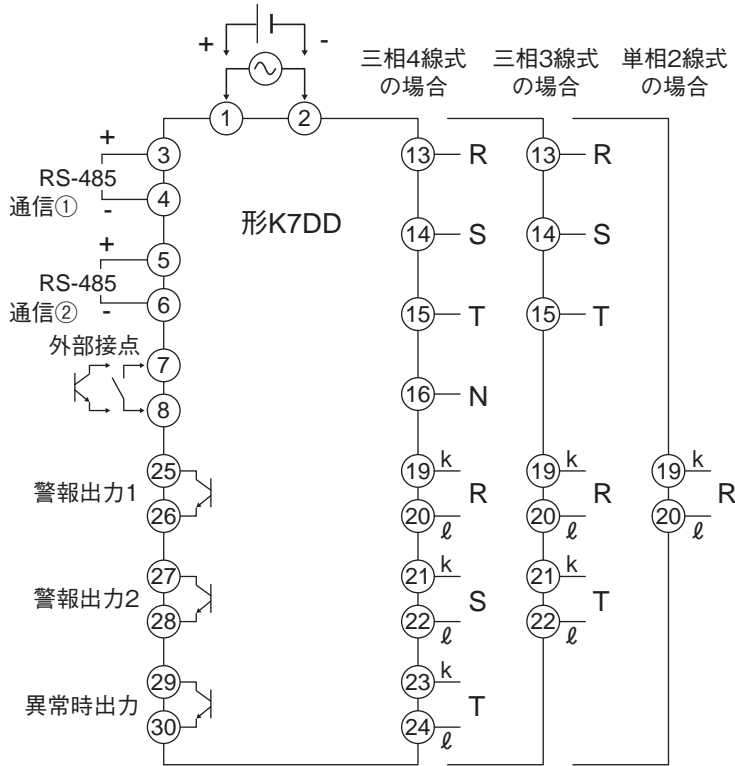 + -
三相4線式
の場合
三相3線式
の場合
単相2線式
の場合
1 2
+
3
RS-485
通信①
4
-
+
5
RS-485
通信②
6
-
外部接点
7
8
警報出力1
25
26
警報出力2
27
28
異常時出力
29
30
形K7DD
13 R
14 S
15 T
16 N
19 k
R
20 ℓ
21 k
S
22 ℓ
23 k
T
24 ℓ
13 R
14 S
15 T
19 k
R
20 ℓ
21 k
T
22 ℓ
19 k
R
20 ℓ